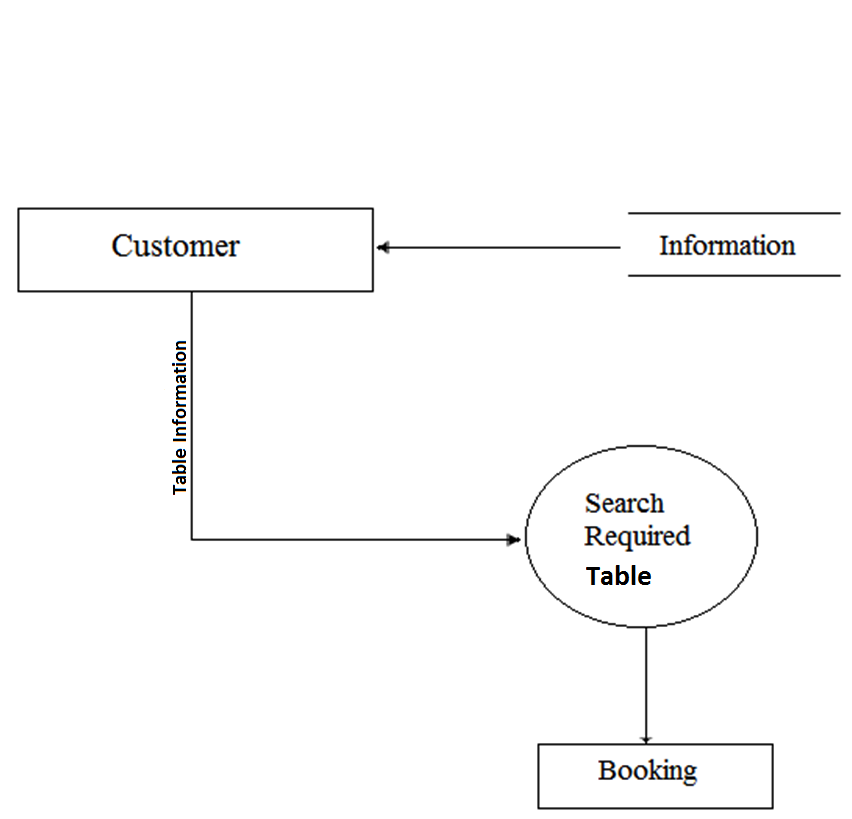 Customer
Information
Table Information
Search
Required
Table
Booking